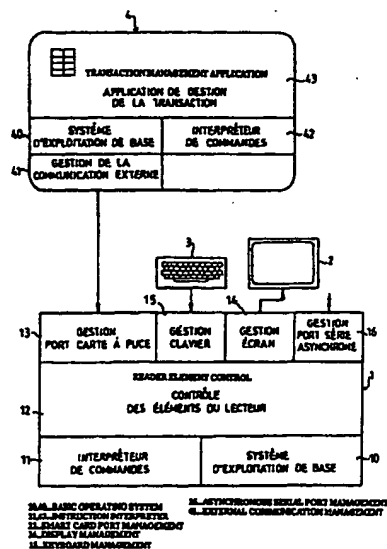 4
TRANSACTION MANAGEMENT APPLICATION
APPLICATION DE GESTION
DE LA TRANSACTION
43
40
SYSTÈME
D'EXPLOITATION DE BASE
INTERPRÉTEUR
DE COMMANDES
42
41
GESTION DE LA
COMMUNICATION EXTERNE
3
2
15
14
13
GESTION
PORT CARTE À PUCE
GESTION
CLAVIER
GESTION
ÉCRAN
GESTION
PORT SÉRIE
ASYNCHRONE
16
1
READER ELEMENT CONTROL
CONTRÔLE
DES ÉLÉMENTS DU LECTEUR
12
11
INTERPRÉTEUR
DE COMMANDES
SYSTÈME
D'EXPLOITATION DE BASE
10
BASIC OPERATING SYSTEM
INSTRUCTION INTERPRETER
SMART CARD PORT MANAGEMENT
DISPLAY MANAGEMENT
KEYBOARD MANAGEMENT
ASYNCHRONOUS SERIAL PORT MANAGEMENT
EXTERNAL COMMUNICATION MANAGEMENT